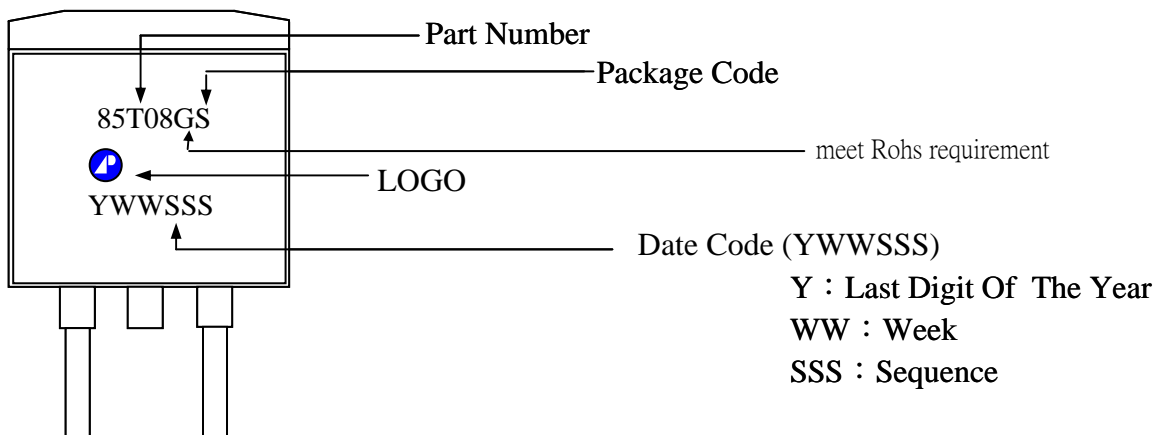 Part Number
Package Code
85T08GS
meet Rohs requirement
LOGO
YWWSSS
Date Code (YWWSSS)
Y：Last Digit Of The Year
WW：Week
SSS：Sequence